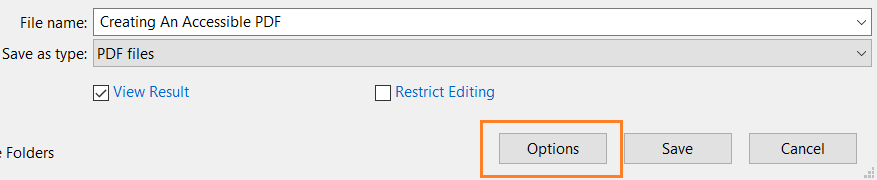 File name: Creating An Accessible PDF
Save as type: PDF files
View Result Restrict Editing
Folders Options Save Cancel